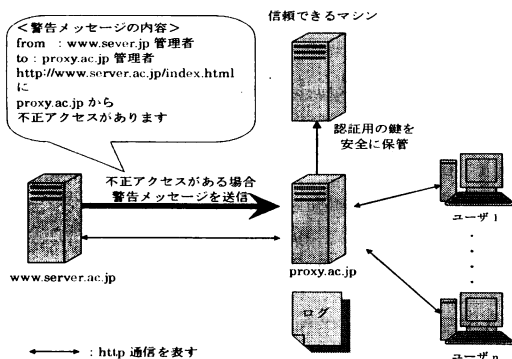 ＜警告メッセージの内容＞
from ：www.sever.jp 管理者
to：proxy.ac.jp 管理者
http://www.server.ac.jp/index.html
に
proxy.ac.jp から
不正アクセスがあります
信頼できるマシン
認証用の鍵を
安全に保管
不正アクセスがある場合
警告メッセージを送信
www.server.ac.jp
proxy.ac.jp
ユーザ1
ログ
ユーザn
：http 通信を表す